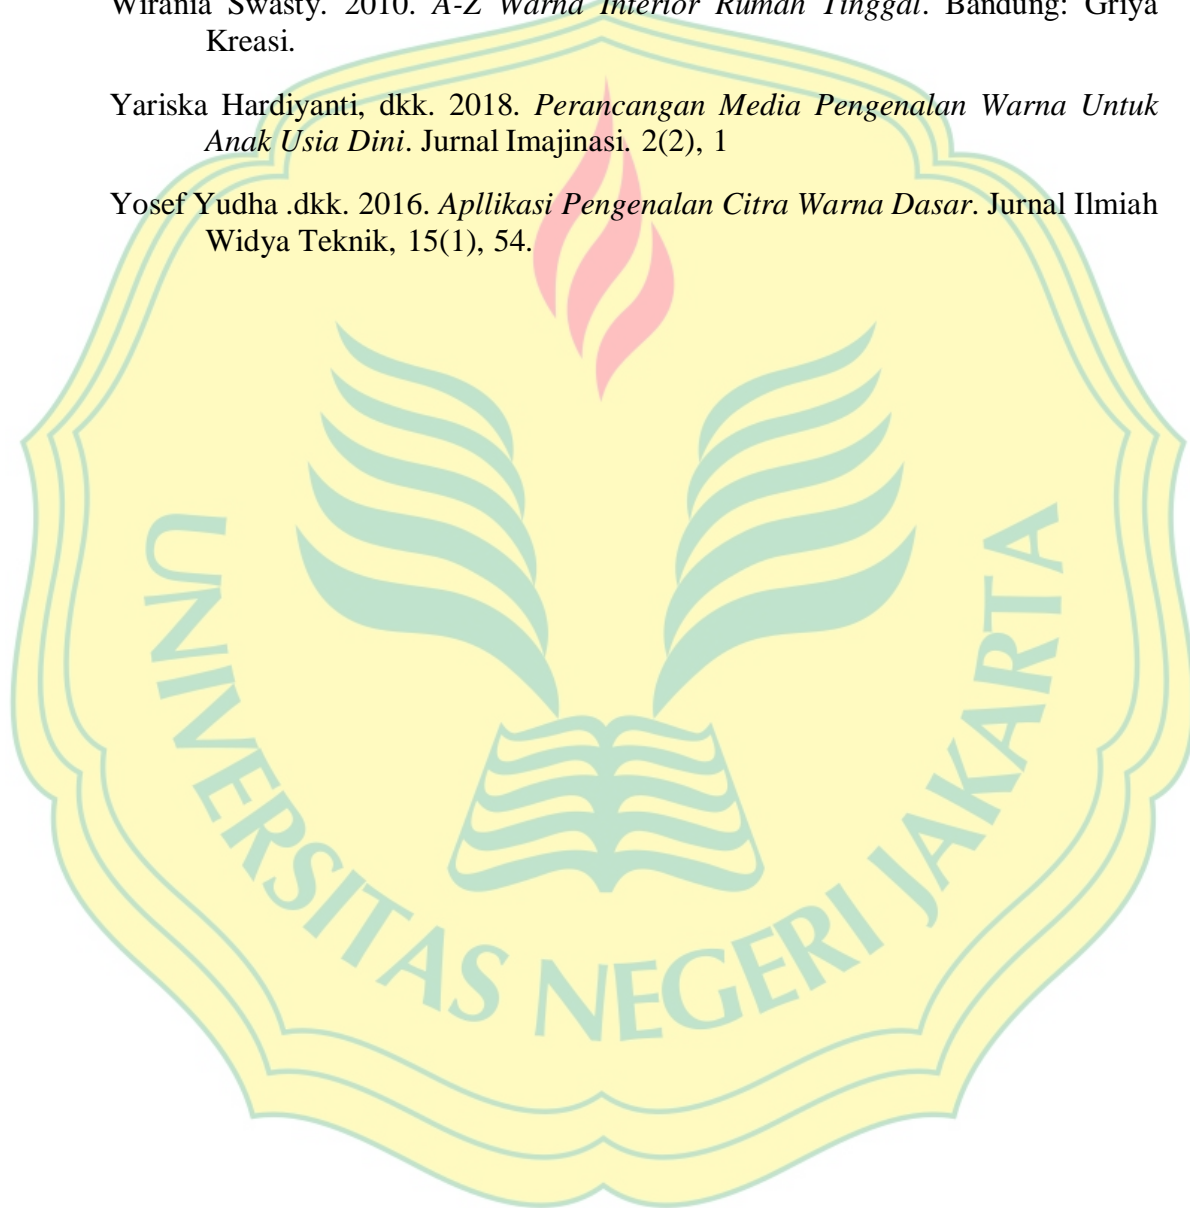 Wirania Swasty. 2010. A-Z Warna Interior Rumah Tinggal. Bandung: Griya
Kreasi.
Yariska Hardiyanti, dkk. 2018. Perancangan Media Pengenalan Warna Untuk
Anak Usia Dini. Jurnal Imajinasi. 2(2), 1
Yosef Yudha .dkk. 2016. Apllikasi Pengenalan Citra Warna Dasar. Jurnal Ilmiah
Widya Teknik, 15(1), 54.
UNIVERSITAS NEGERI JAKARTA